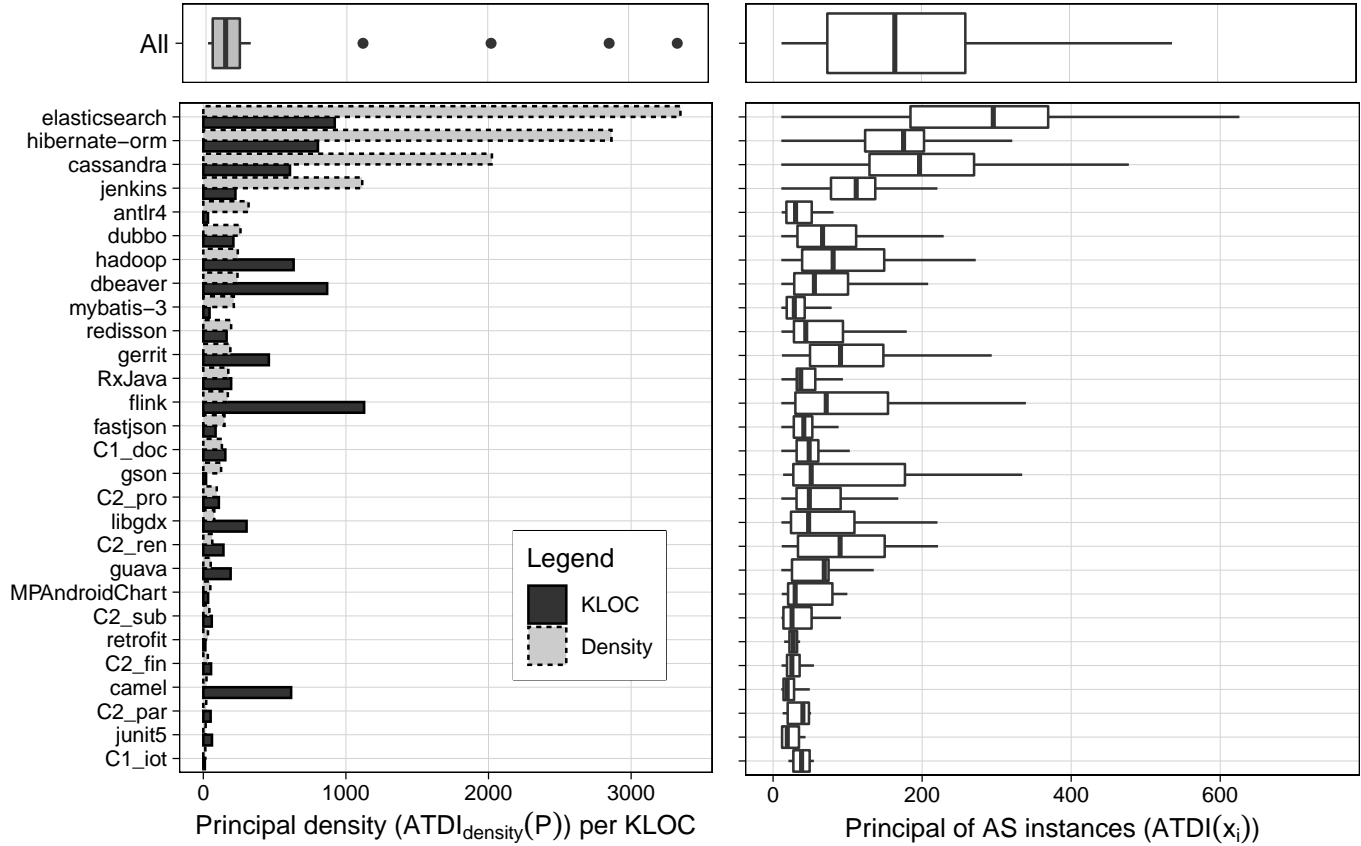 All
elasticsearch
hibernate−orm
cassandra
jenkins
antlr4
dubbo
hadoop
dbeaver
mybatis−3
redisson
gerrit
RxJava
flink
fastjson
C1_doc
gson
C2_pro
libgdx
C2_ren
guava
MPAndroidChart
C2_sub
retrofit
C2_fin
camel
C2_par
junit5
C1_iot
Legend
KLOC
Density
0 1000 2000 3000
Principal density (ATDI_density(P)) per KLOC
0 200 400 600
Principal of AS instances (ATDI(x_i))